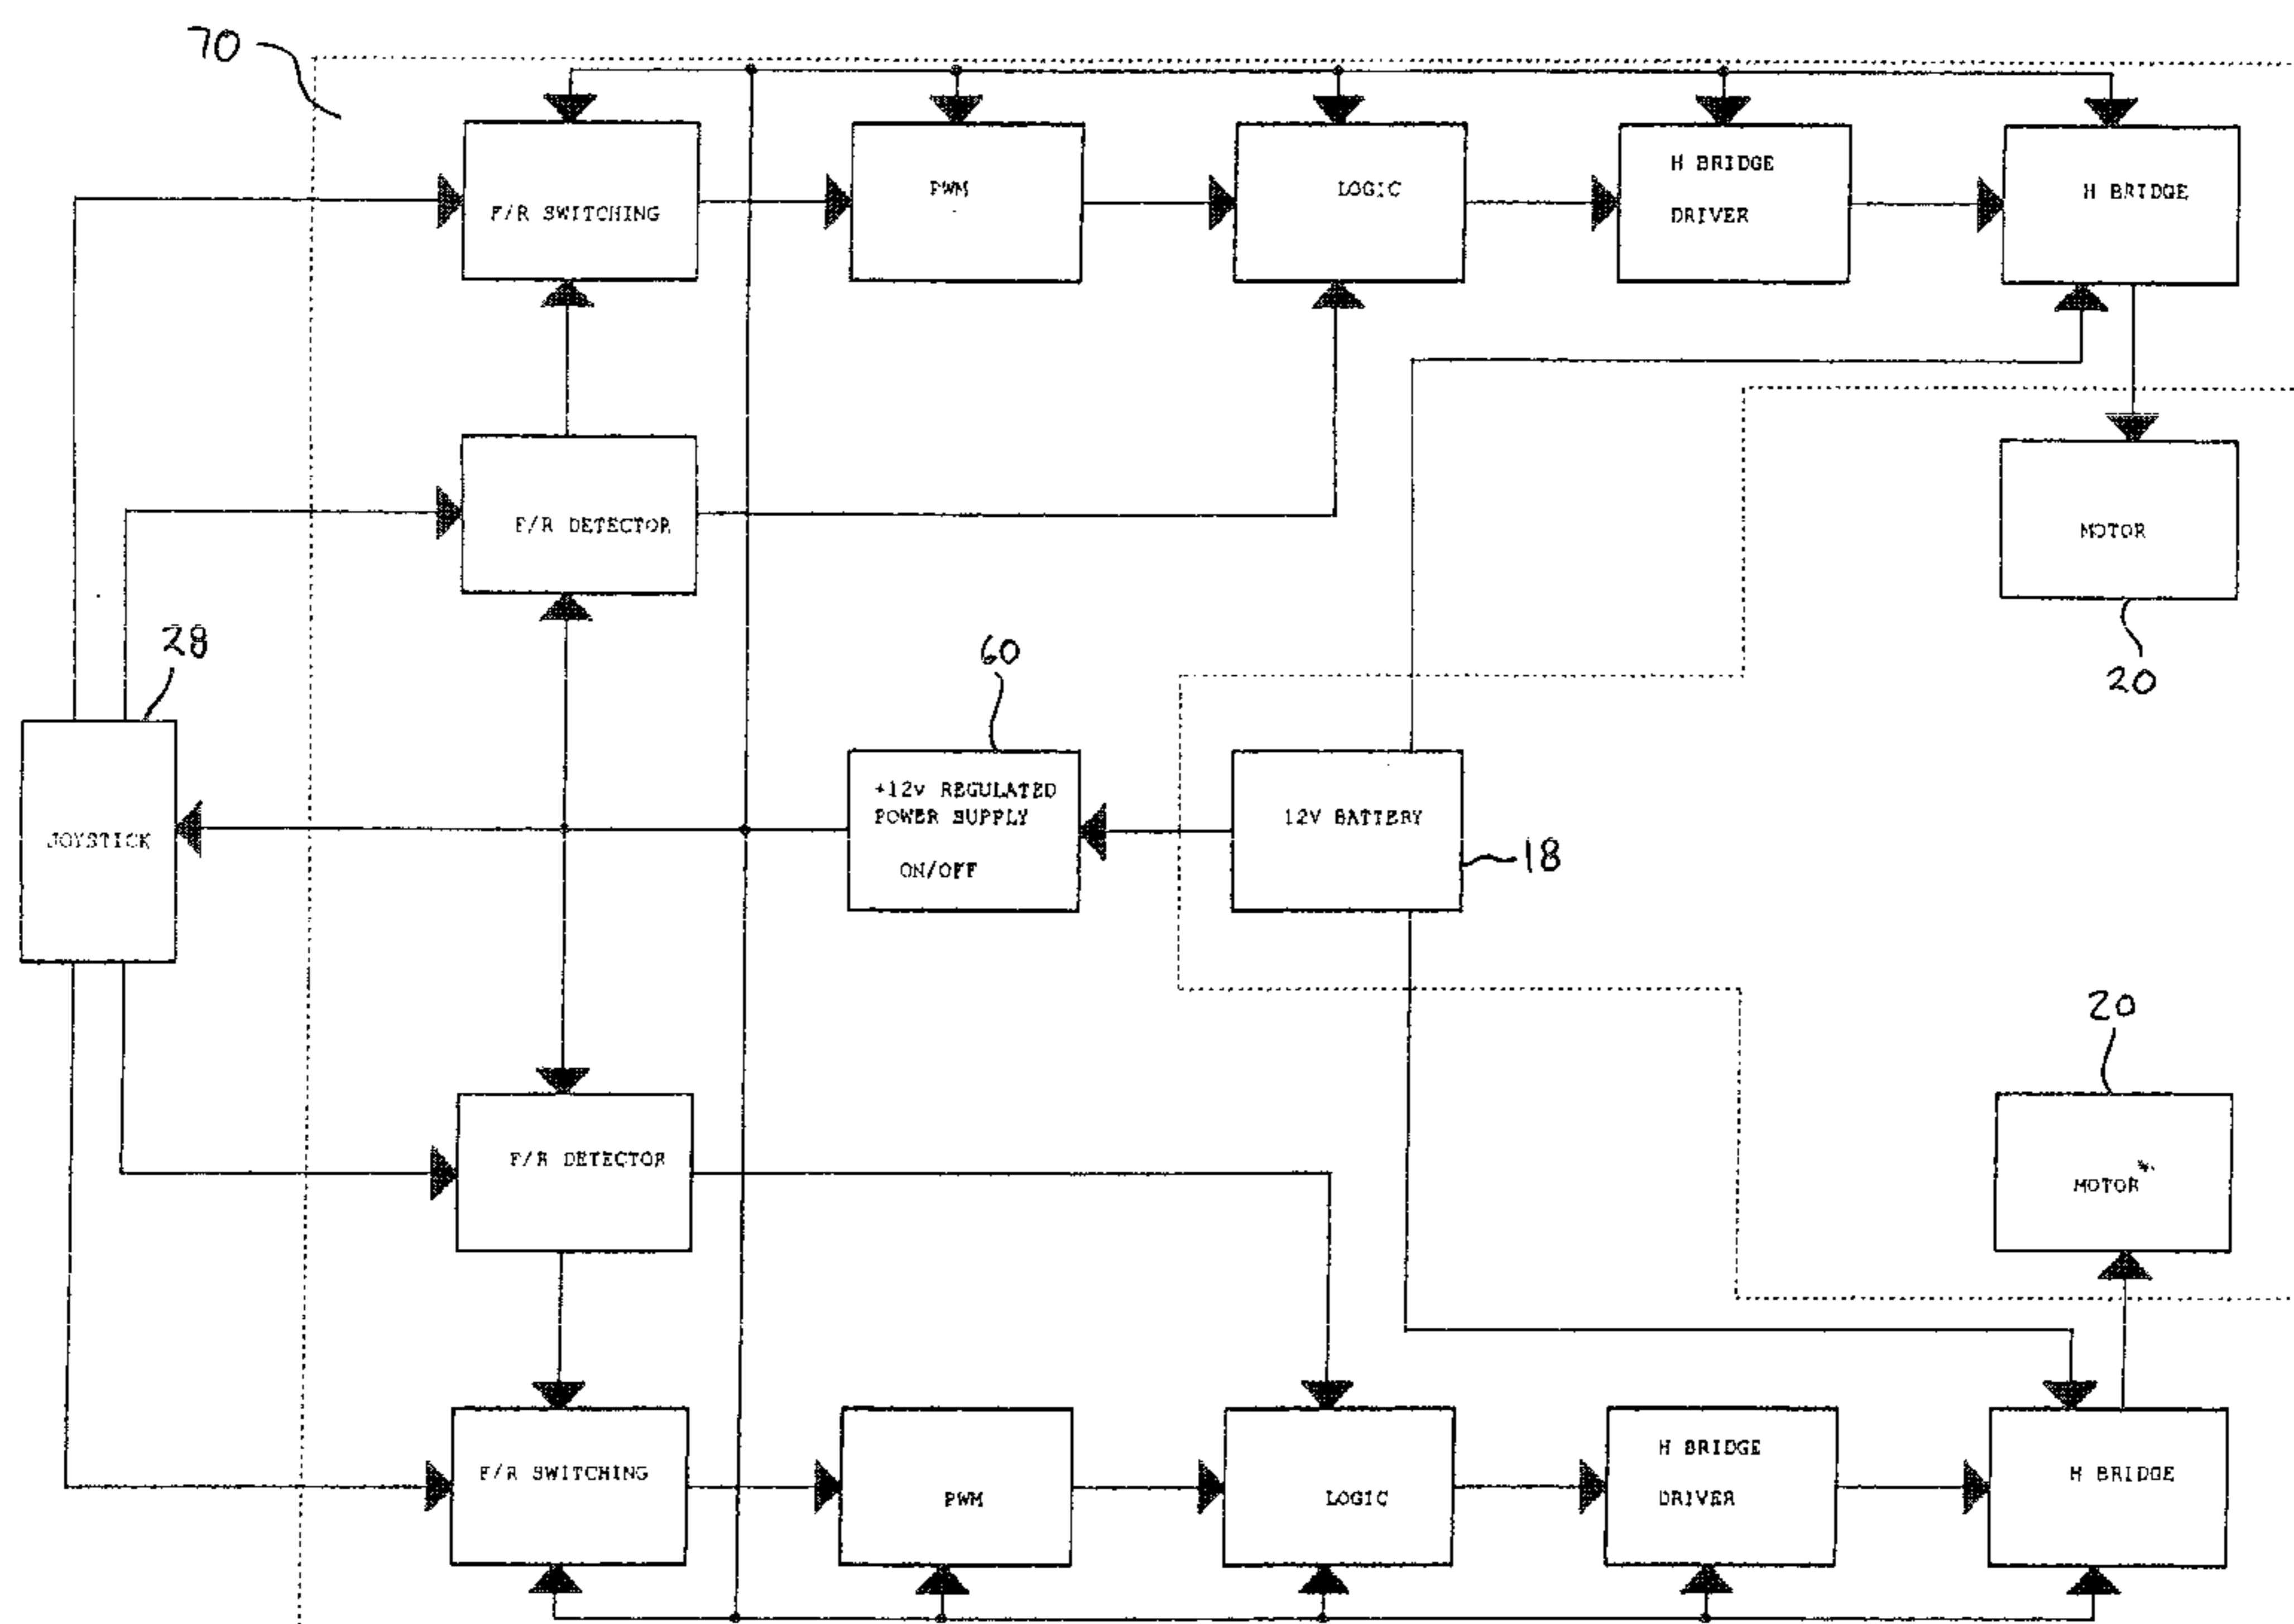 70
F/R SWITCHING
PWM
LOGIC
H BRIDGE
DRIVER
H BRIDGE
F/R DETECTOR
MOTOR
20
28
60
JOYSTICK
+12v REGULATED
POWER SUPPLY
ON/OFF
12V BATTERY
18
20
F/R DETECTOR
MOTOR
F/R SWITCHING
PWM
LOGIC
H BRIDGE
DRIVER
H BRIDGE